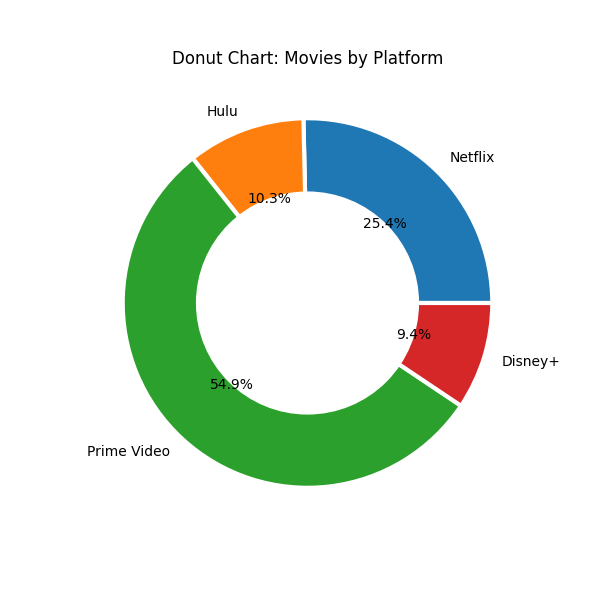 Donut Chart: Movies by Platform
Hulu
Netflix
10.3%
25.4%
9.4%
Disney+
54.9%
Prime Video